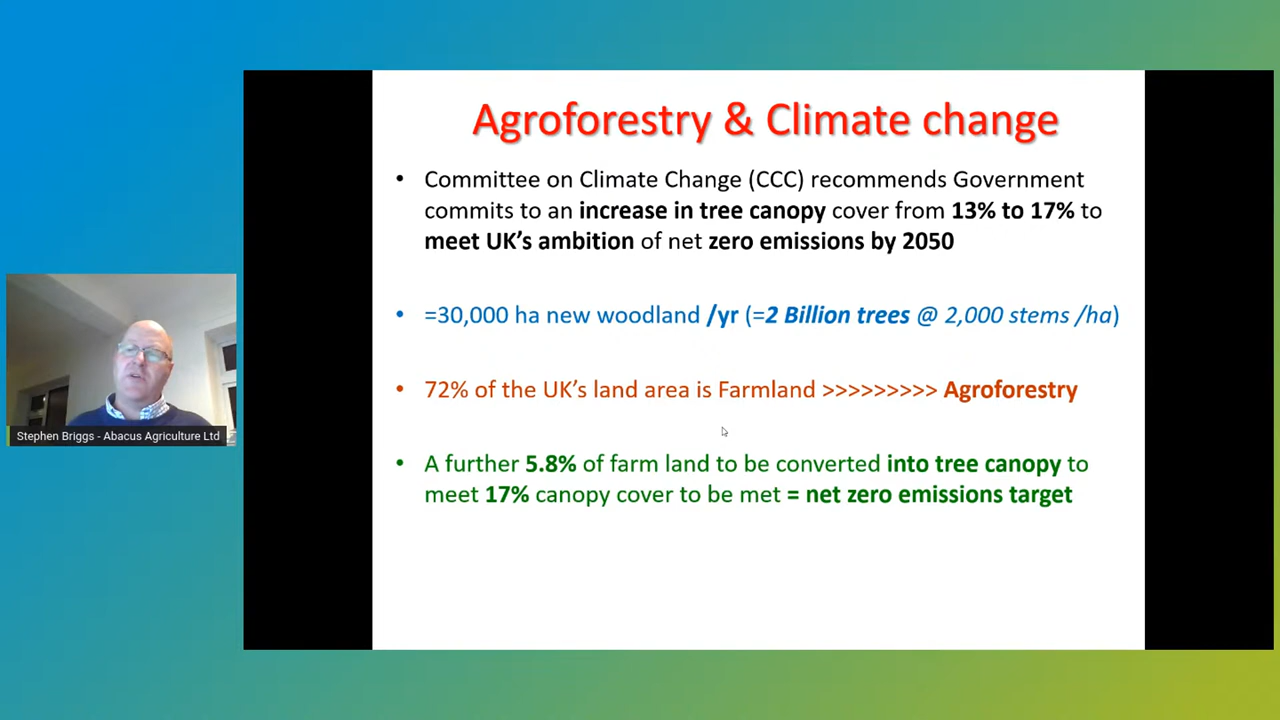 Agroforestry & Climate change
• Committee on Climate Change (CCC) recommends Government
commits to an increase in tree canopy cover from 13% to 17% to
meet UK’s ambition of net zero emissions by 2050
• =30,000 ha new woodland /yr (=2 Billion trees @ 2,000 stems /ha)
• 72% of the UK’s land area is Farmland >>>>>>>>> Agroforestry
• A further 5.8% of farm land to be converted into tree canopy to
meet 17% canopy cover to be met = net zero emissions target
Stephen Briggs - Abacus Agriculture Ltd